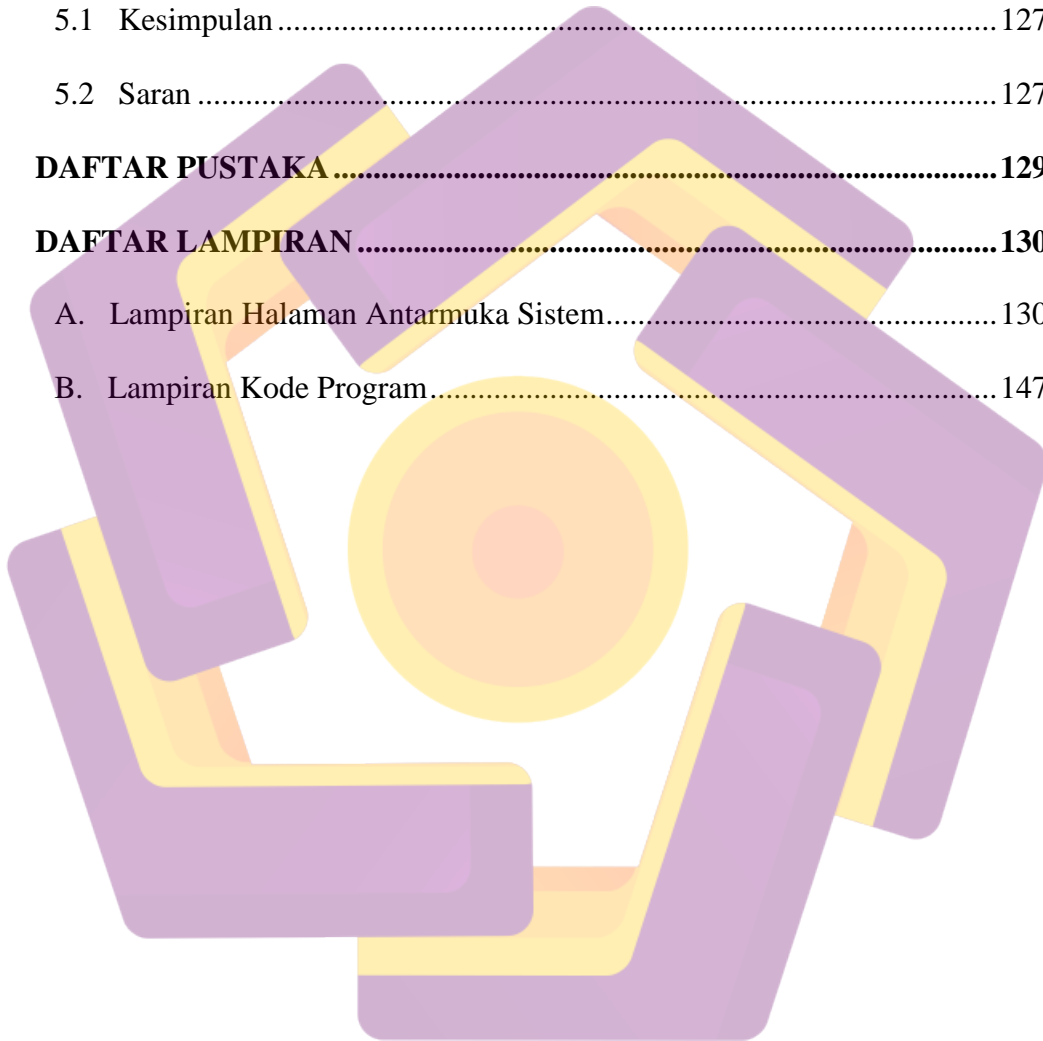 5.1 Kesimpulan ........................................................................................... 127
5.2 Saran .................................................................................................... 127
DAFTAR PUSTAKA .................................................................................... 129
DAFTAR LAMPIRAN ................................................................................. 130
A. Lampiran Halaman Antarmuka Sistem ................................................. 130
B. Lampiran Kode Program ....................................................................... 147